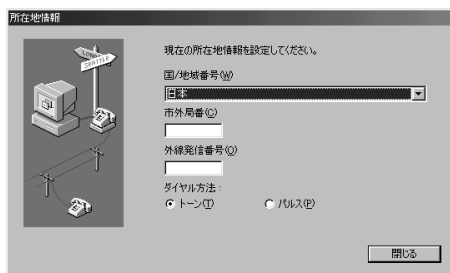 所在地情報
LONDON
SEATTLE
現在の所在地情報を設定してください。
国/地域番号(W)
日本
市外局番(C)
外線発信番号(O)
ダイヤル方法:
トーン(T)
パルス(P)
閉じる